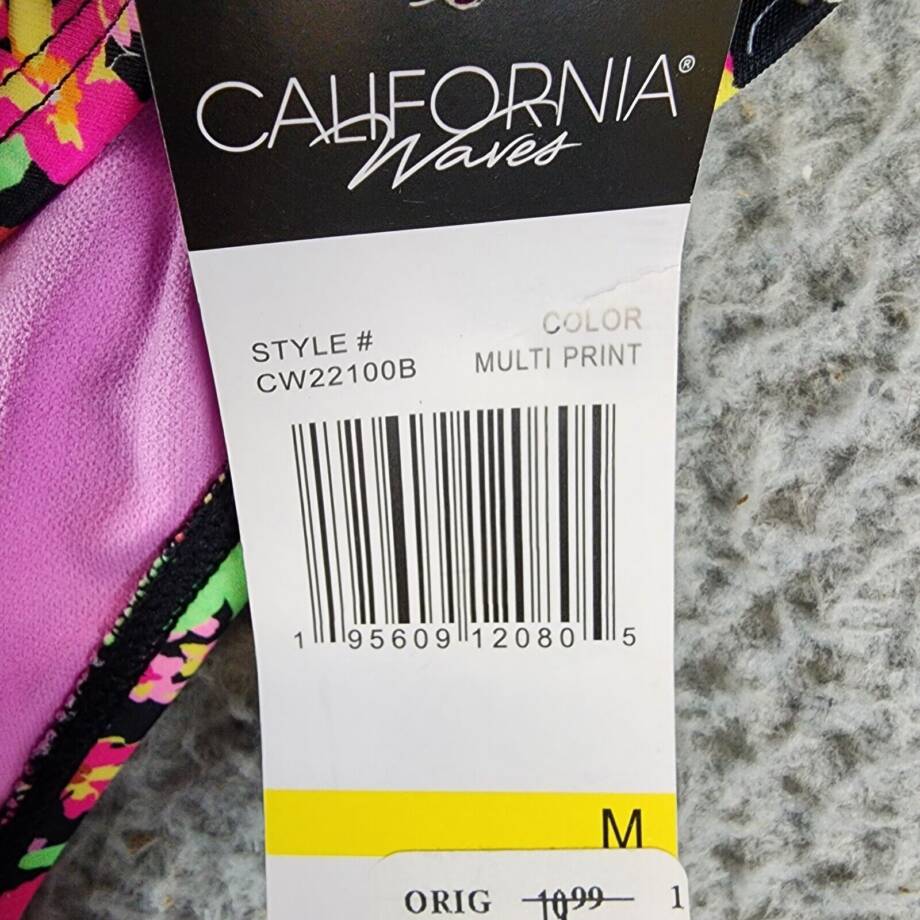 CALIFORNIA®
Waves
STYLE #
CW22100B
COLOR
MULTI PRINT
1 95609 12080 5
M
ORIG 10.99 1